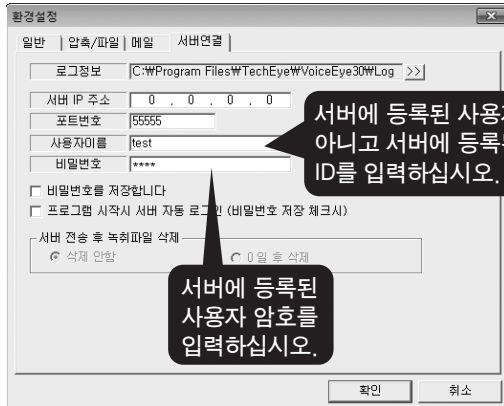 환경설정
일반 압축/파일 메일 서버연결
로그정보 C:₩Program Files₩TechEye₩VoiceEye30₩Log >>
서버 IP 주소 0 . 0 . 0 . 0
포트번호 55555
사용자이름 test
비밀번호 ****
서버에 등록된
아니고 서버에
ID를 입력하십시오.
비밀번호를 저장합니다
프로그램 시작시 서버 자동 (비밀번호 저장 체크시)
서버 전송 후 녹취파일 삭제
삭제 안함 0 일 후 삭제
서버에 등록된
사용자 암호를
입력하십시오.
확인 취소